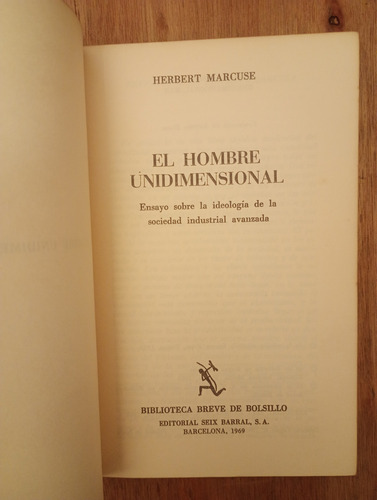 HERBERT MARCUSE
EL HOMBRE
UNIDIMENSIONAL
Ensayo sobre la ideología de la
sociedad industrial avanzada
BIBLIOTECA BREVE DE BOLSILLO
EDITORIAL SEIX BARRAL, S. A.
BARCELONA, 1969